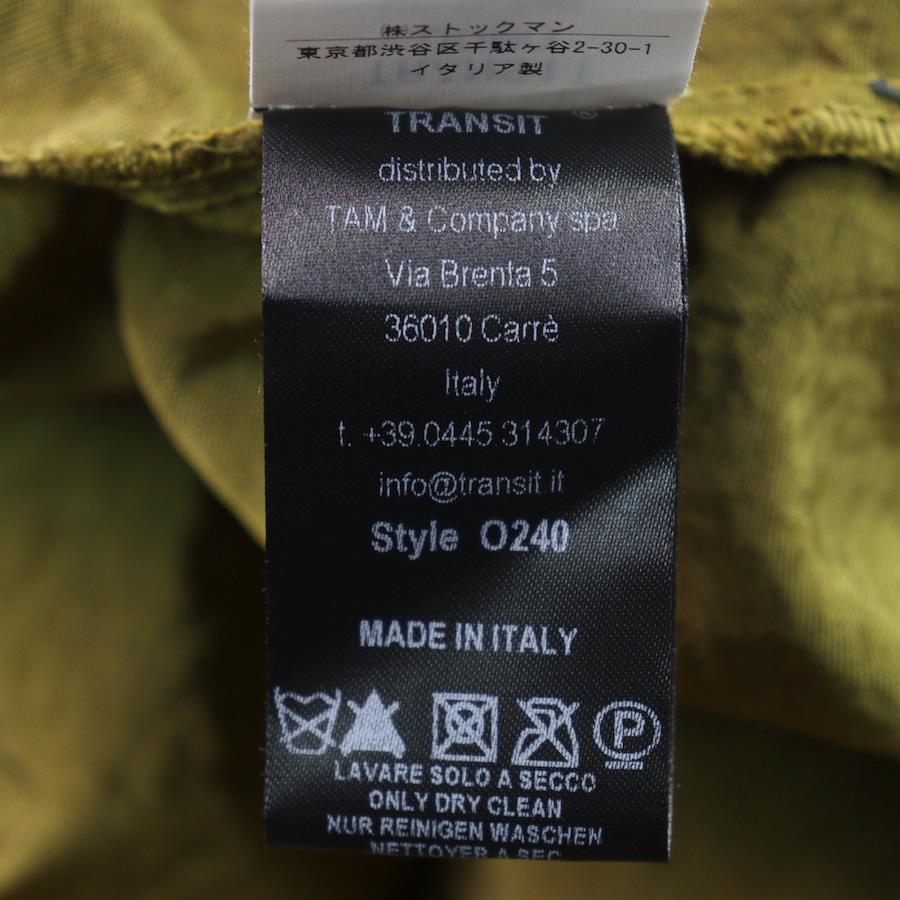 ㈱ストックマン
東京都渋谷区千駄ヶ谷2-30-1
イタリア製
TRANSIT ®
distributed by
TAM & Company spa
Via Brenta 5
36010 Carrè
Italy
t. +39.0445.314307
info@transit.it
Style O240
MADE IN ITALY
P
LAVARE SOLO A SECCO
ONLY DRY CLEAN
NUR REINIGEN WASCHEN
NETTOYER A SEC